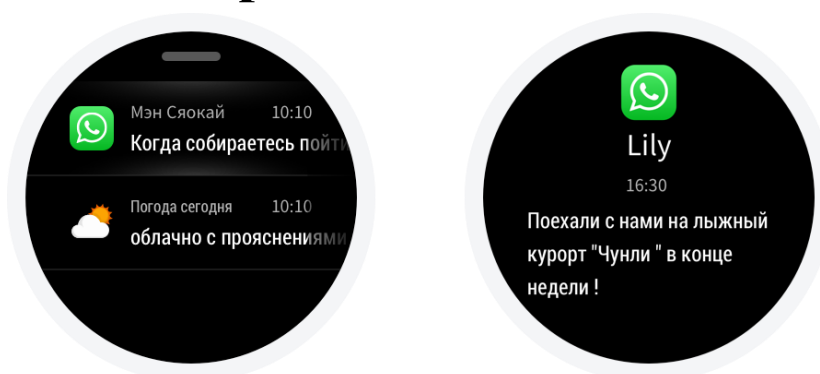 Мэн Сяокай 10:10
Когда собираетесь пойти
Погода сегодня 10:10
облачно с прояснениями
Lily
16:30
Поехали с нами на лыжный
курорт "Чунли " в конце
недели !